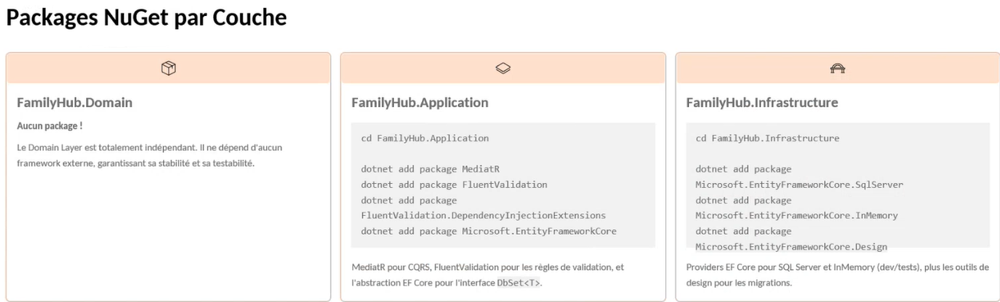 Packages NuGet par Couche
FamilyHub.Domain
Aucun package !
Le Domain Layer est totalement indépendant. Il ne dépend d'aucun
framework externe, garantissant sa stabilité et sa testabilité.
FamilyHub.Application
cd FamilyHub.Application
dotnet add package MediatR
dotnet add package FluentValidation
dotnet add package
FluentValidation.DependencyInjectionExtensions
dotnet add package Microsoft.EntityFrameworkCore
MediatR pour CQRS, FluentValidation pour les règles de validation, et
l'abstraction EF Core pour l'interface DbSet<T>.
FamilyHub.Infrastructure
cd FamilyHub.Infrastructure
dotnet add package
Microsoft.EntityFrameworkCore.SqlServer
dotnet add package
Microsoft.EntityFrameworkCore.InMemory
dotnet add package
Microsoft.EntityFrameworkCore.Design
Providers EF Core pour SQL Server et InMemory (dev/tests), plus les outils de
design pour les migrations.